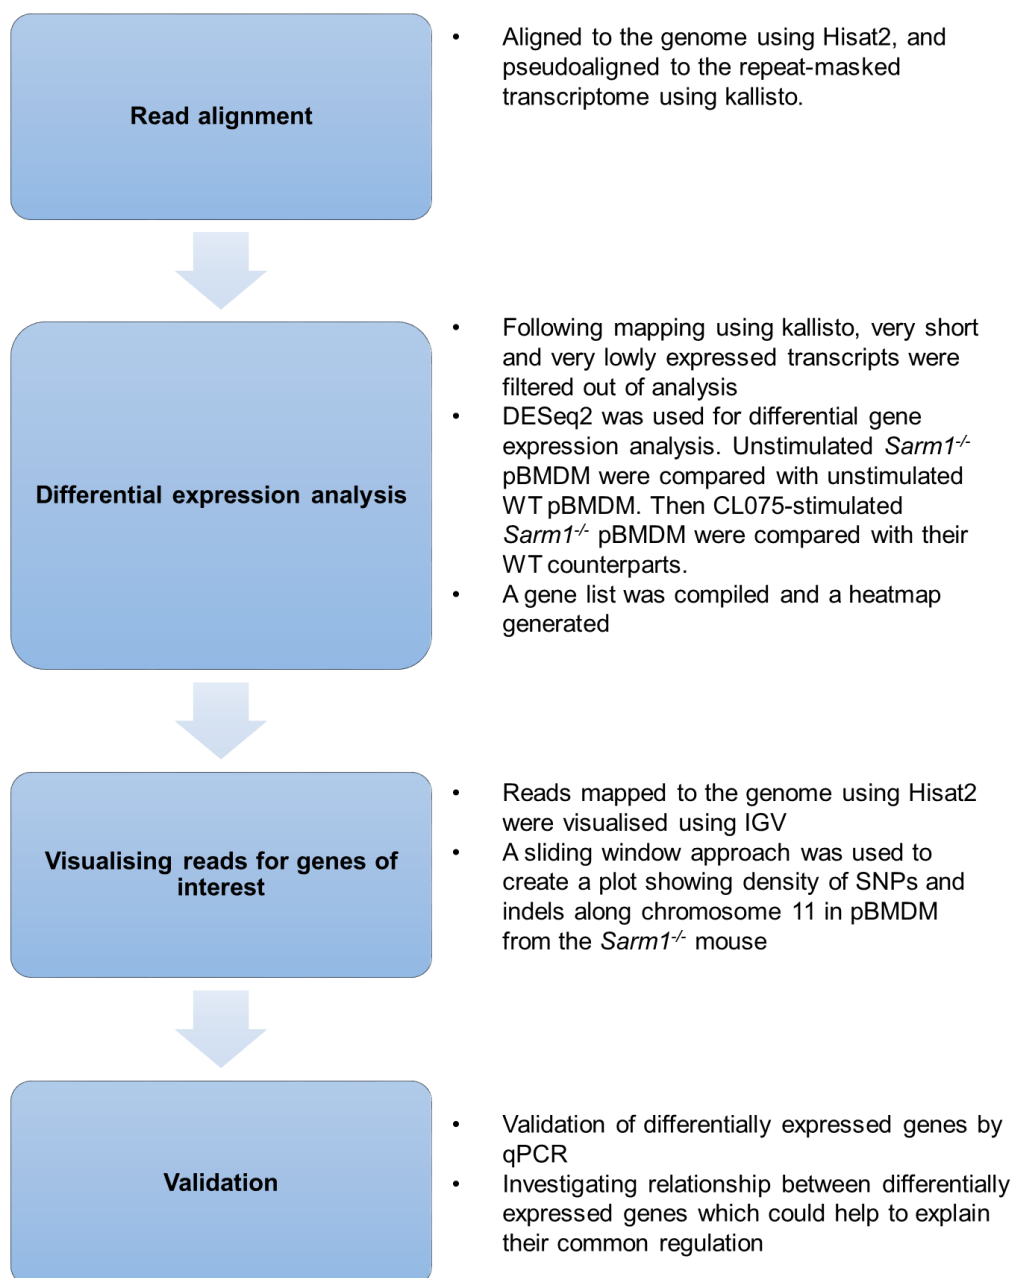 Read alignment
• Aligned to the genome using Hisat2, and
pseudoaligned to the repeat-masked
transcriptome using kallisto.
Differential expression analysis
• Following mapping using kallisto, very short
and very lowly expressed transcripts were
filtered out of analysis
• DESeq2 was used for differential gene
expression analysis. Unstimulated Sarm1-/-
pBMDM were compared with unstimulated
WT pBMDM. Then CL075-stimulated
Sarm1-/- pBMDM were compared with their
WT counterparts.
• A gene list was compiled and a heatmap
generated
Visualising reads for genes of
interest
• Reads mapped to the genome using Hisat2
were visualised using IGV
• A sliding window approach was used to
create a plot showing density of SNPs and
indels along chromosome 11 in pBMDM
from the Sarm1-/- mouse
Validation
• Validation of differentially expressed genes by
qPCR
• Investigating relationship between differentially
expressed genes which could help to explain
their common regulation